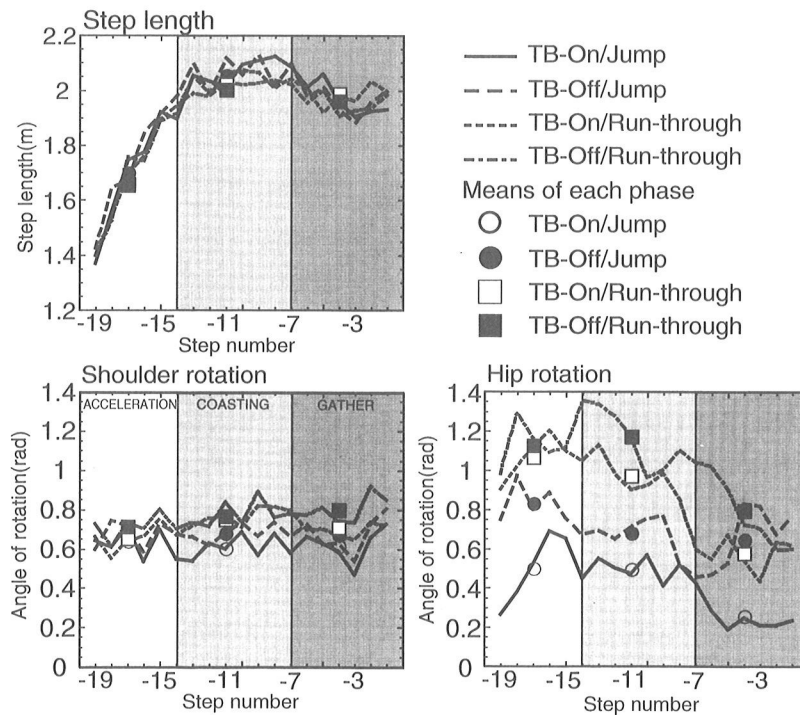 Step length
2.2
2
1.8
1.6
1.4
1.2
Step length(m)
-19 -15 -11 -7 -3
Step number
TB-On/Jump
TB-Off/Jump
TB-On/Run-through
TB-Off/Run-through
Means of each phase
TB-On/Jump
TB-Off/Jump
TB-On/Run-through
TB-Off/Run-through
Shoulder rotation
1.4
1.2
1
0.8
0.6
0.4
0.2
0
Angle of rotation(rad)
ACCELERATION COASTING GATHER
-19 -15 -11 -7 -3
Step number
Hip rotation
1.4
1.2
1
0.8
0.6
0.4
0.2
0
Angle of rotation(rad)
-19 -15 -11 -7 -3
Step number